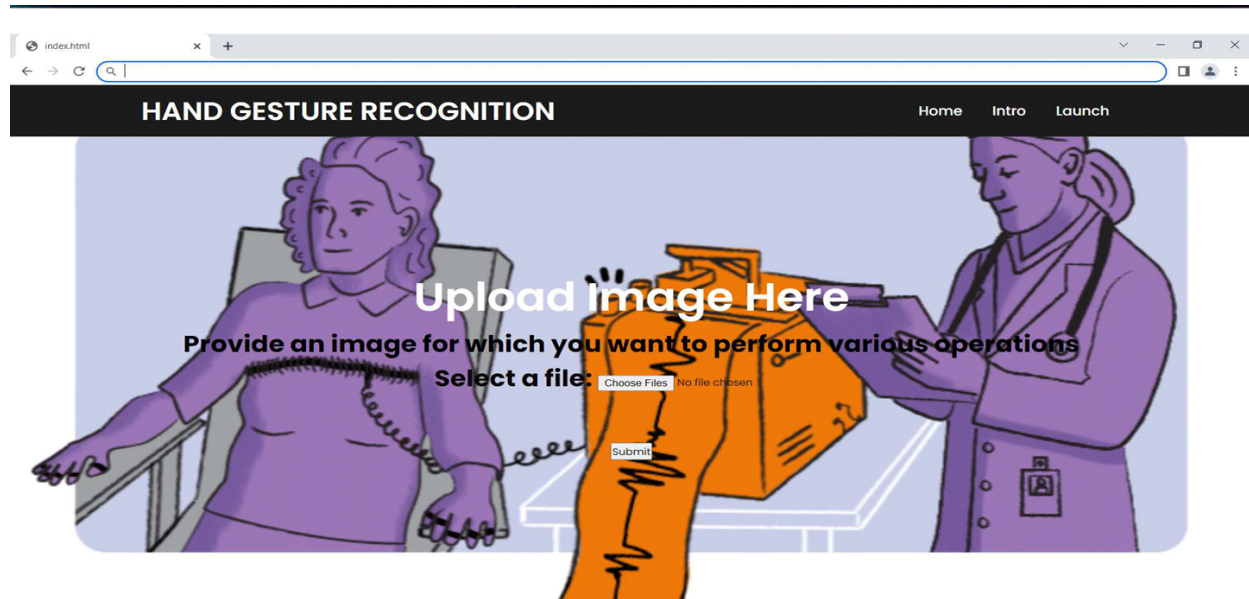 index.html
HAND GESTURE RECOGNITION
Home Intro Launch
Upload Image Here
Provide an image for which you want to perform various operations
Select a file: Choose Files No file chosen
Submit